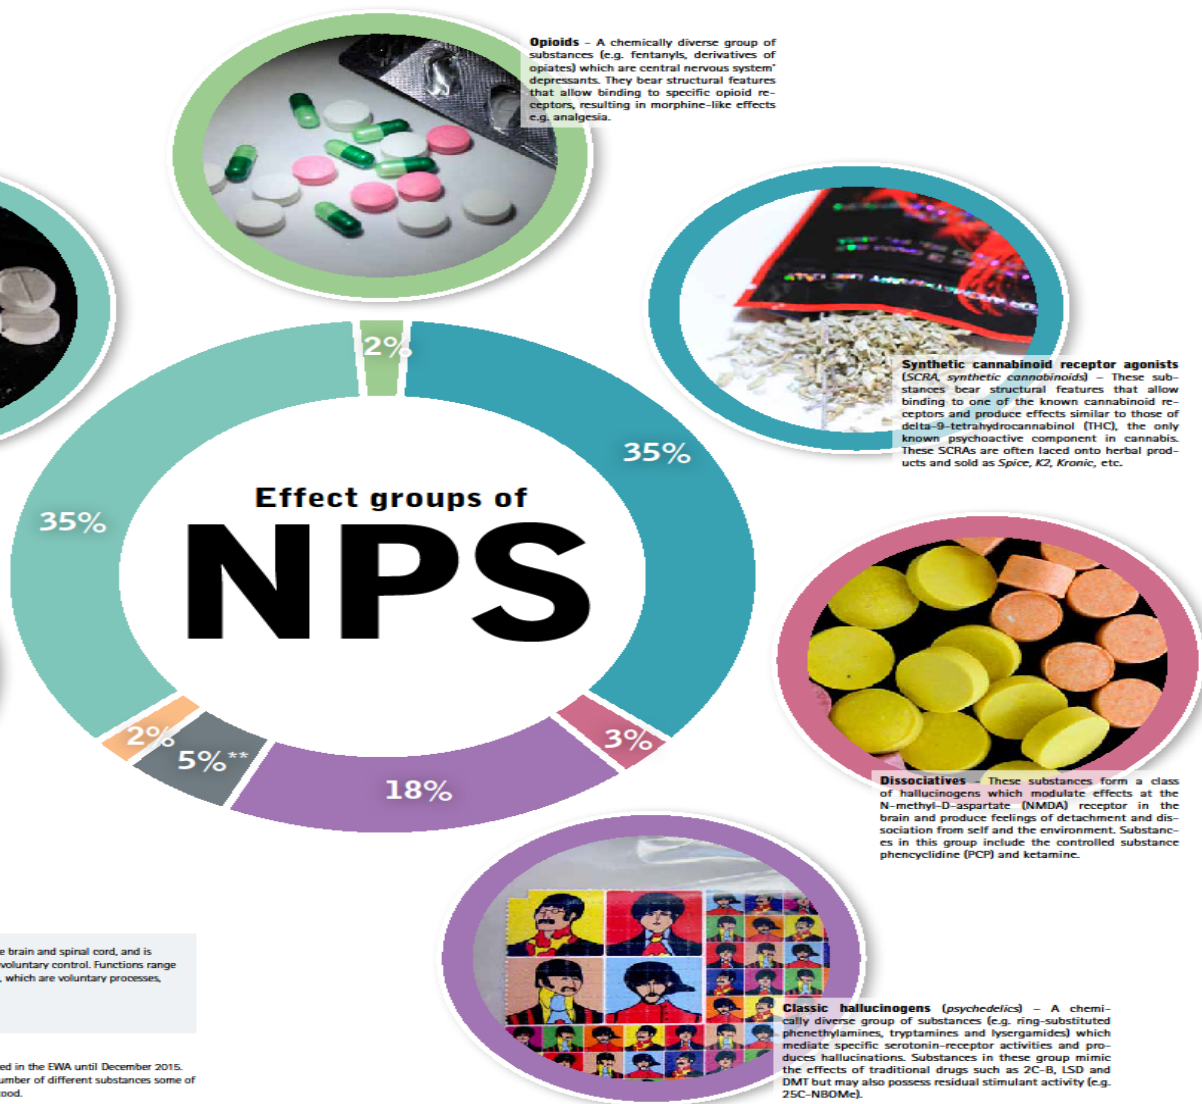 Opioids – A chemically diverse group of
substances (e.g. fentanyls, derivatives of
opiates) which are central nervous system*
depressants. They bear structural features
that allow binding to specific opioid re-
ceptors, resulting in morphine-like effects
e.g. analgesia.
Synthetic cannabinoid receptor agonists
(SCRA, synthetic cannabinoids) – These sub-
stances bear structural features that allow
binding to one of the known cannabinoid re-
ceptors and produce effects similar to those of
delta-9-tetrahydrocannabinol (THC), the only
known psychoactive component in cannabis.
These SCRAs are often laced onto herbal prod-
ucts and sold as Spice, K2, Kronic, etc.
2%
35%
35%
Effect groups of
NPS
2%
5%**
18%
3%
Dissociatives – These substances form a class
of hallucinogens which modulate effects at the
N-methyl-D-aspartate (NMDA) receptor in the
brain and produce feelings of detachment and dis-
sociation from self and the environment. Substanc-
es in this group include the controlled substance
phencyclidine (PCP) and ketamine.
e brain and spinal cord, and is
voluntary control. Functions range
, which are voluntary processes,
Classic hallucinogens (psychedelics) – A chemi-
cally diverse group of substances (e.g. ring-substituted
phenethylamines, tryptamines and lysergamides) which
mediate specific serotonin-receptor activities and pro-
duces hallucinations. Substances in these group mimic
the effects of traditional drugs such as 2C-B, LSD and
DMT but may also possess residual stimulant activity (e.g.
25C-NBOMe).
ed in the EWA until December 2015.
umber of different substances some of
ood.